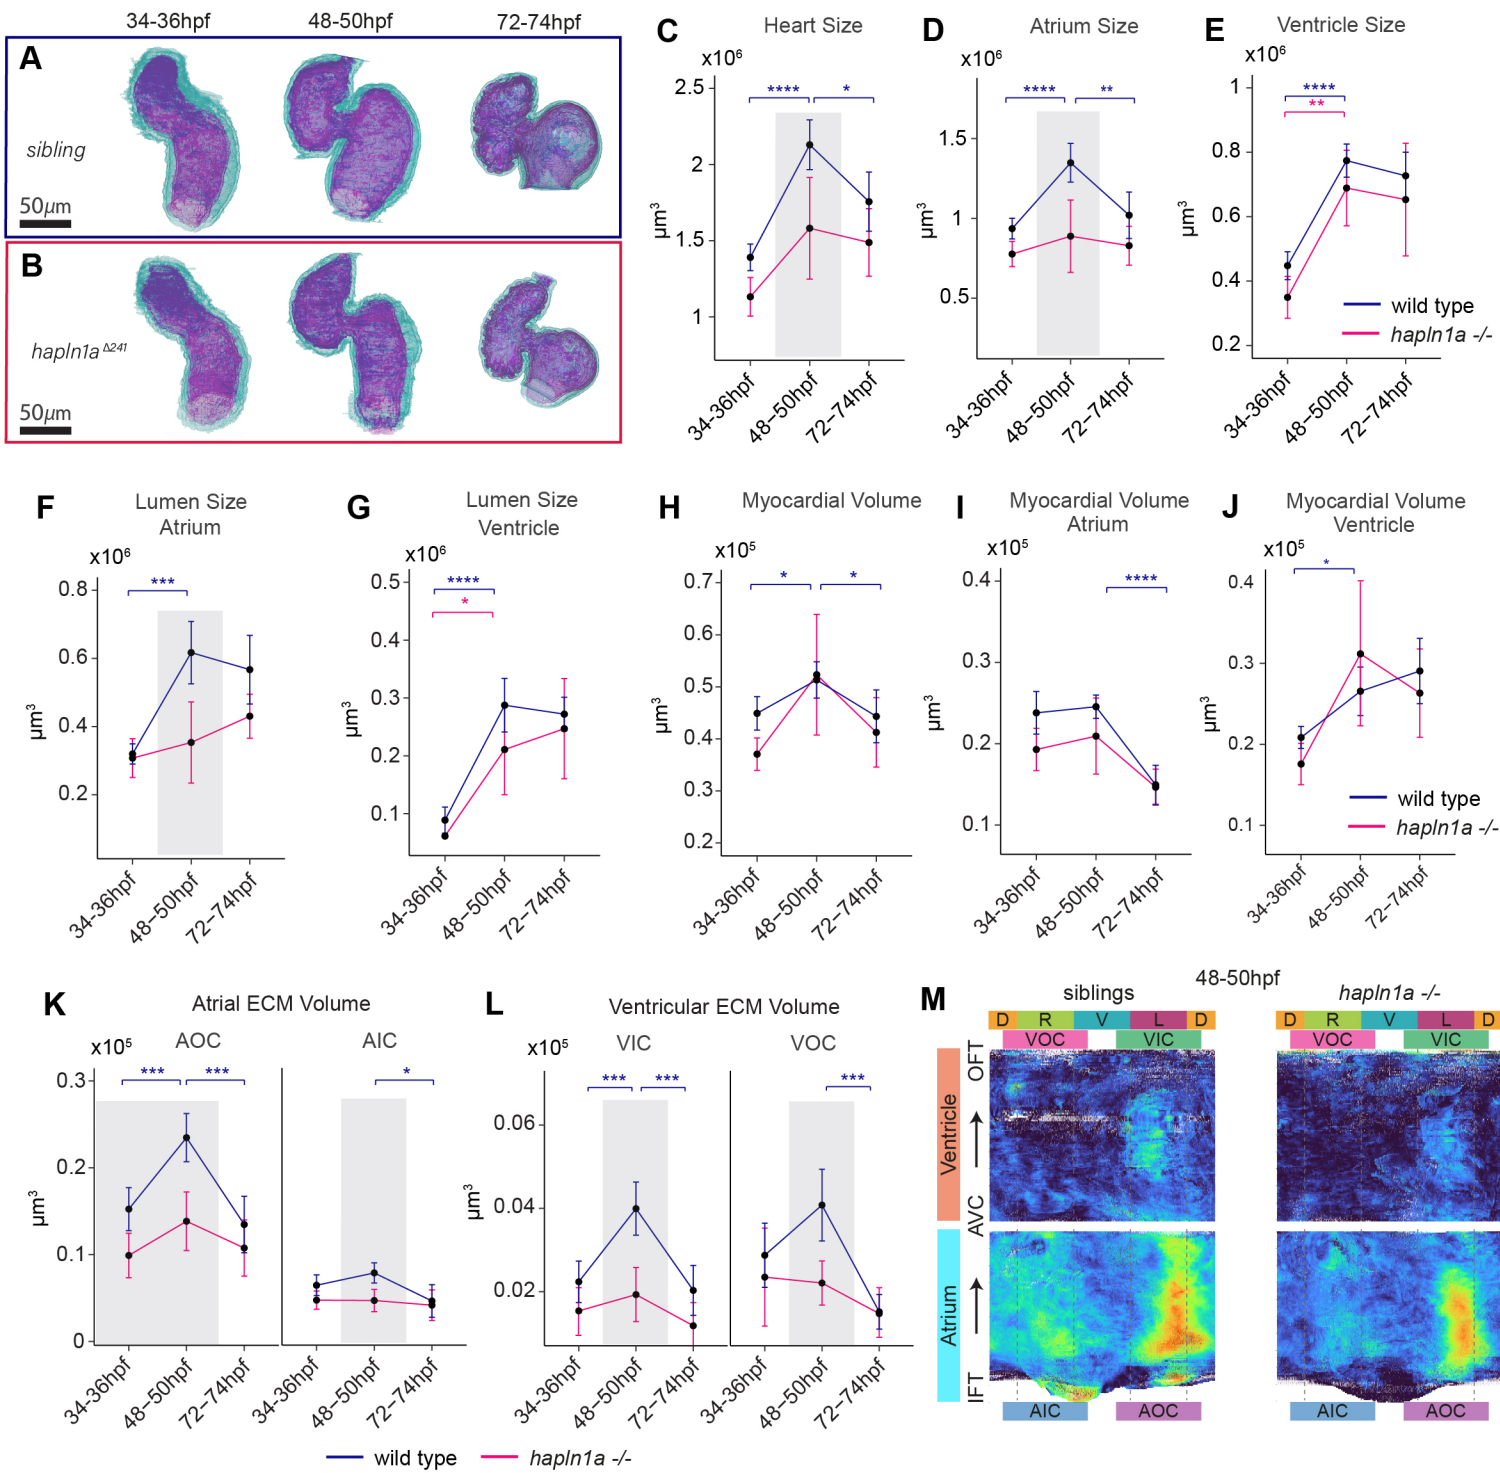 34-36hpf 48-50hpf 72-74hpf
A
sibling
50µm
B
hapln1a Δ241
50µm
C Heart Size
x10⁶
2.5
2
1.5
1
µm³
**** *
34-36hpf 48–50hpf 72–74hpf
D Atrium Size
x10⁶
1.5
1
0.5
µm³
**** **
34-36hpf 48–50hpf 72–74hpf
E Ventricle Size
x10⁶
1
0.8
0.6
0.4
0.2
µm³
****
**
wild type
hapln1a -/-
34-36hpf 48–50hpf 72–74hpf
F Lumen Size
Atrium
x10⁶
0.8
0.6
0.4
0.2
µm³
***
34-36hpf 48–50hpf 72–74hpf
G Lumen Size
Ventricle
x10⁶
0.5
0.4
0.3
0.2
0.1
µm³
****
*
34-36hpf 48–50hpf 72–74hpf
H Myocardial Volume
x10⁵
0.7
0.6
0.5
0.4
0.3
0.2
µm³
* *
34-36hpf 48–50hpf 72–74hpf
I Myocardial Volume
Atrium
x10⁵
0.4
0.3
0.2
0.1
µm³
****
34-36hpf 48–50hpf 72–74hpf
J Myocardial Volume
Ventricle
x10⁵
0.4
0.3
0.2
0.1
µm³
*
wild type
hapln1a -/-
34-36hpf 48–50hpf 72–74hpf
K Atrial ECM Volume
x10⁵ AOC AIC
0.3
0.2
0.1
0
µm³
*** *** *
34-36hpf 48–50hpf 72–74hpf 34-36hpf 48–50hpf 72–74hpf
L Ventricular ECM Volume
x10⁵ VIC VOC
0.06
0.04
0.02
µm³
*** *** ***
34-36hpf 48–50hpf 72–74hpf 34-36hpf 48–50hpf 72–74hpf
wild type hapln1a -/-
M 48-50hpf
siblings hapln1a -/-
D R V L D D R V L D
VOC VIC VOC VIC
OFT
Ventricle
AVC
Atrium
IFT
AIC AOC AIC AOC